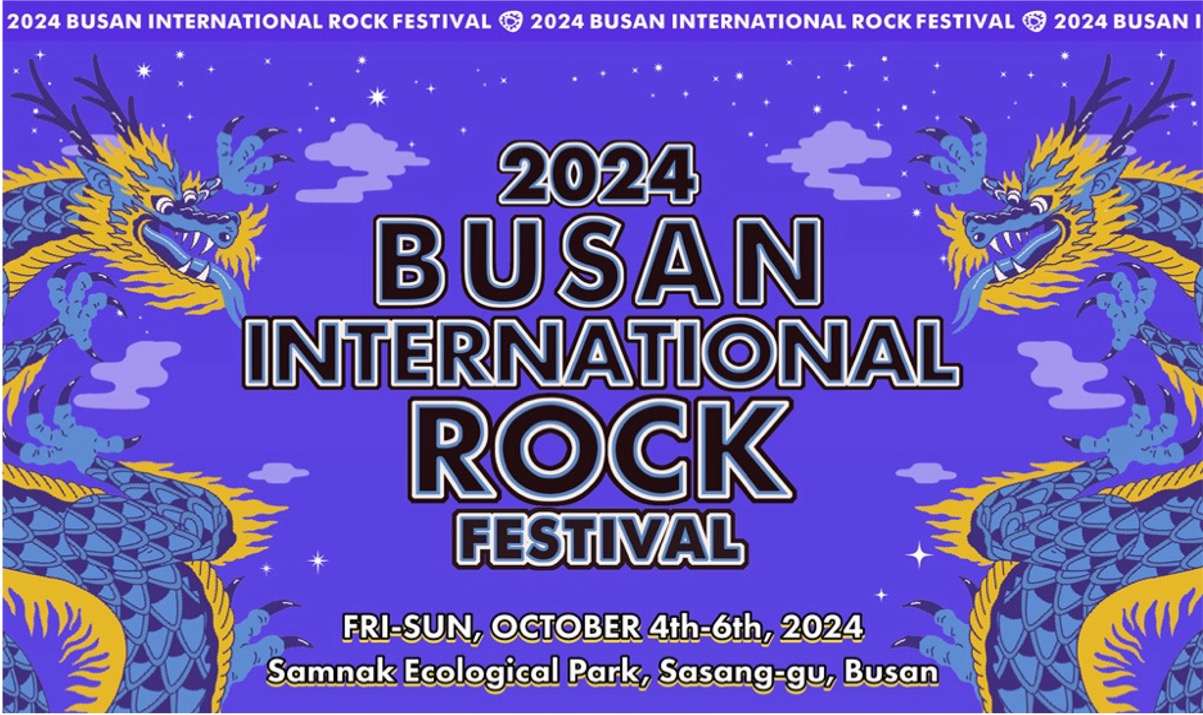 2024 BUSAN INTERNATIONAL ROCK FESTIVAL 2024 BUSAN INTERNATIONAL ROCK FESTIVAL 2024 BUSAN I
2024
BUSAN
INTERNATIONAL
ROCK
FESTIVAL
FRI-SUN, OCTOBER 4th-6th, 2024
Samnak Ecological Park, Sasang-gu, Busan